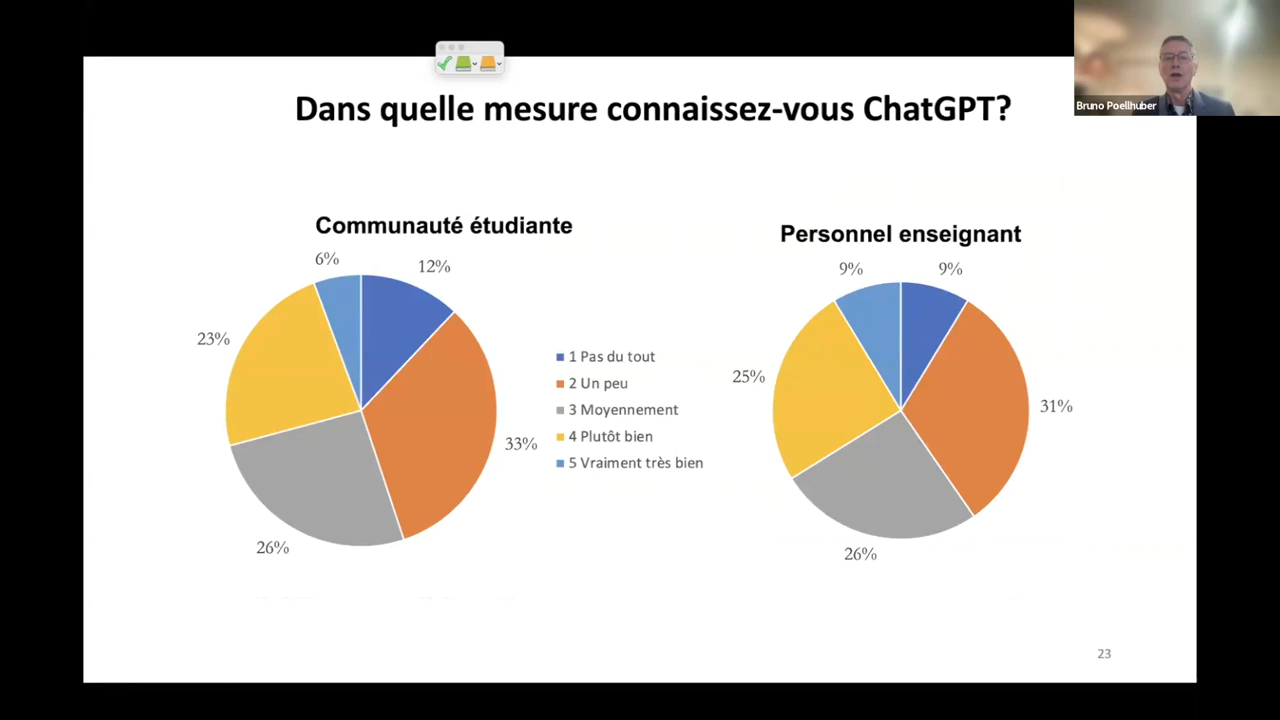 Bruno Poellhuber
Dans quelle mesure connaissez-vous ChatGPT?
Communauté étudiante
6%
12%
23%
33%
26%
1 Pas du tout
2 Un peu
3 Moyennement
4 Plutôt bien
5 Vraiment très bien
Personnel enseignant
9%
9%
25%
31%
26%
23